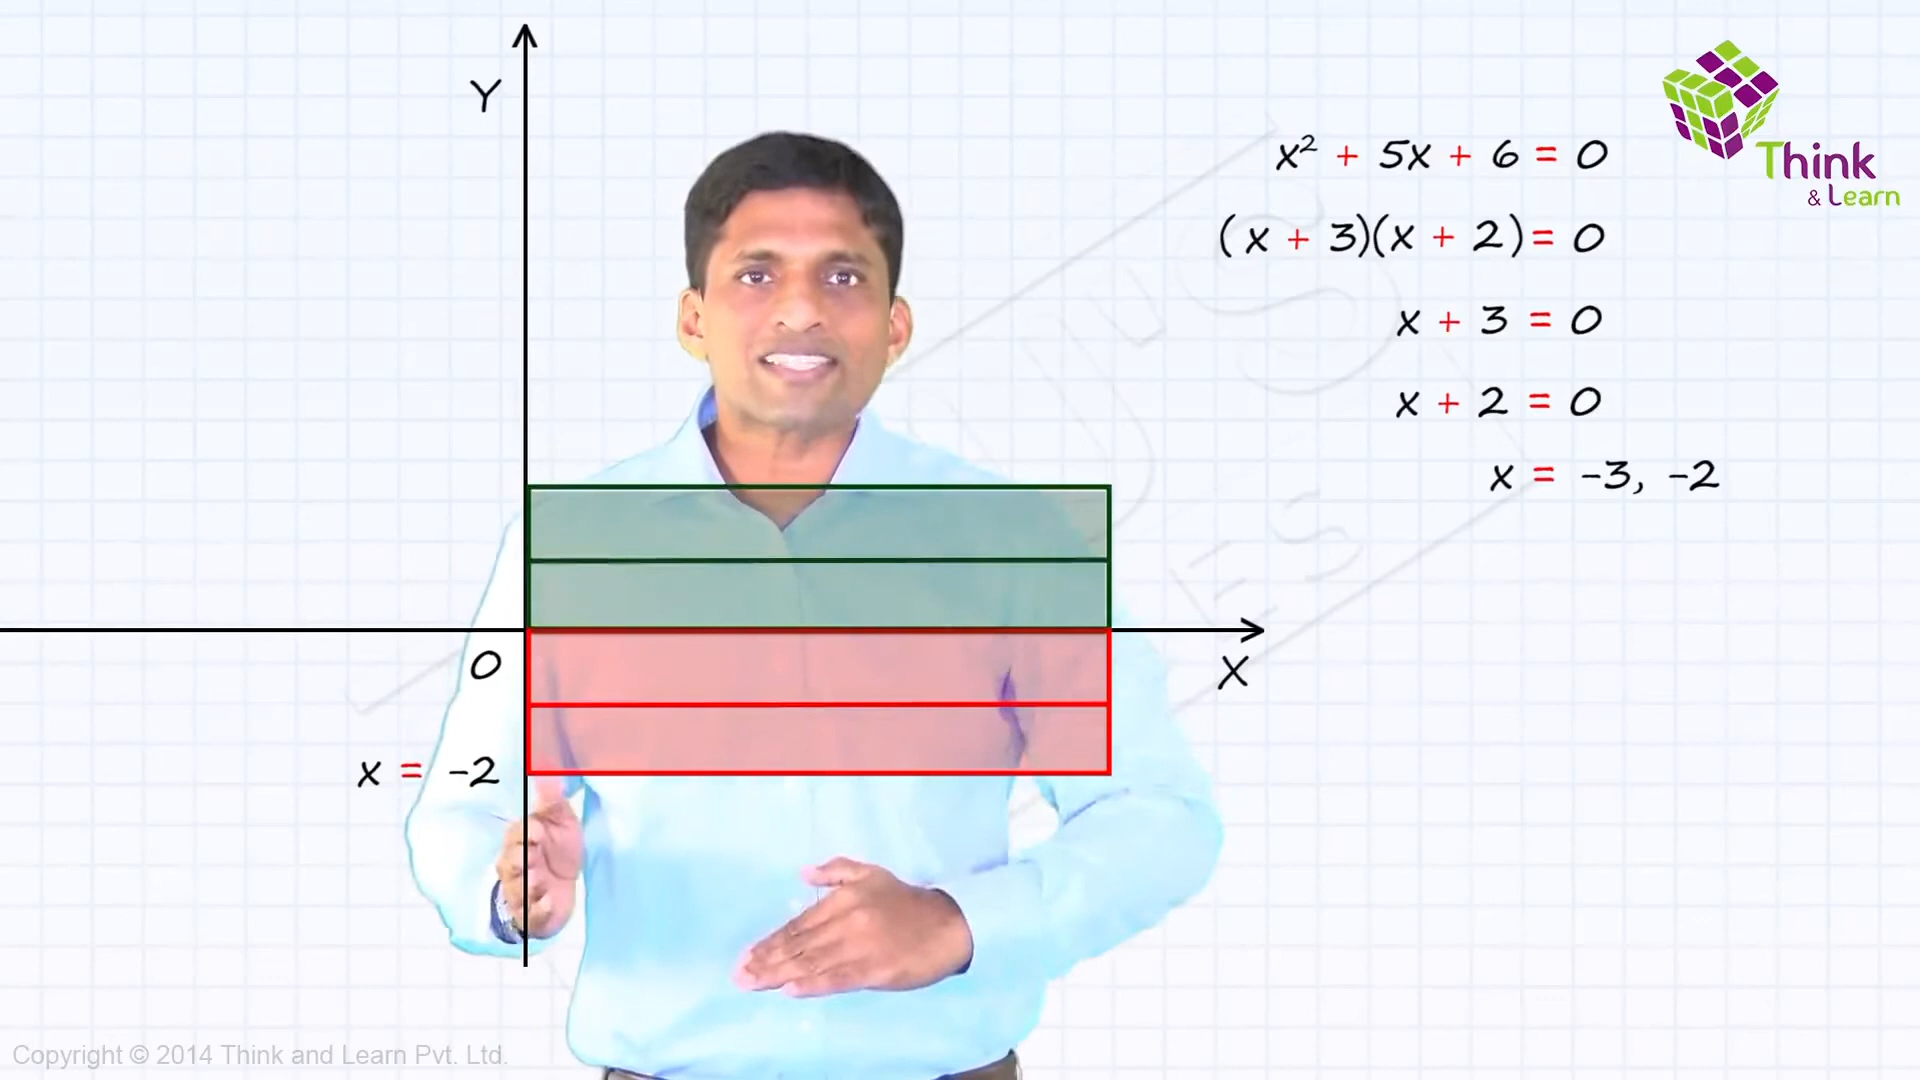 Y
x² + 5x + 6 = 0
(x + 3)(x + 2) = 0
x + 3 = 0
x + 2 = 0
x = -3, -2
Think
& Learn
0
X
x = -2
Copyright © 2014 Think and Learn Pvt. Ltd.